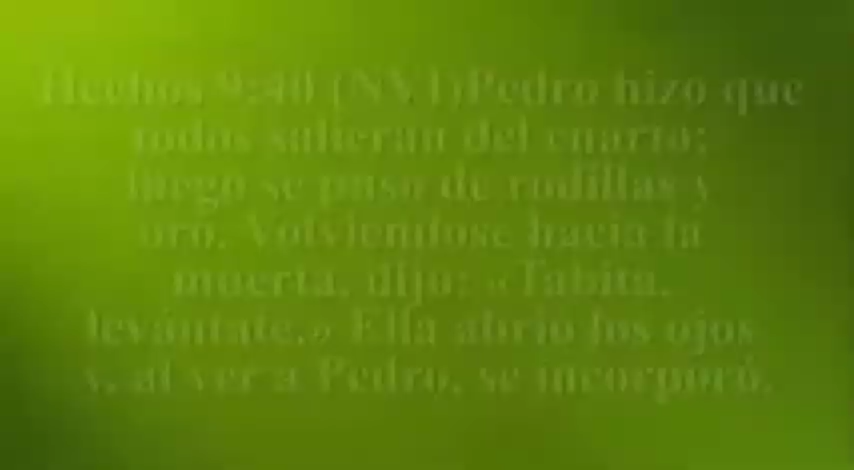 Hechos 9:40 (NVI)Pedro hizo que
todos salieran del cuarto;
luego se puso de rodillas y
oró. Volviéndose hacia la
muerta, dijo: «Tabita,
levántate.» Ella abrió los ojos
y, al ver a Pedro, se incorporó.